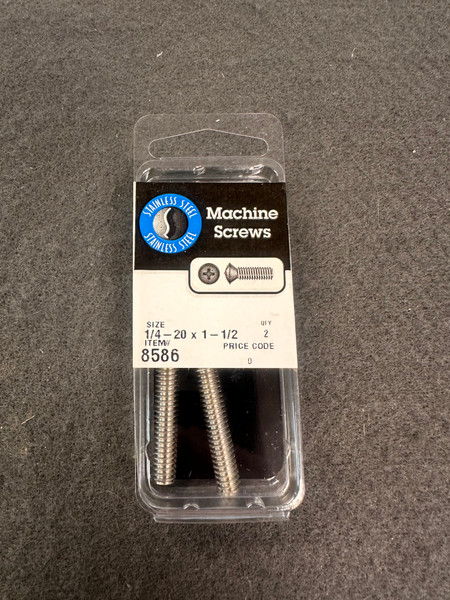 STAINLESS STEEL
STAINLESS STEEL
Machine
Screws
SIZE QTY
1/4-20 x 1-1/2 2
ITEM# PRICE CODE
8586 D